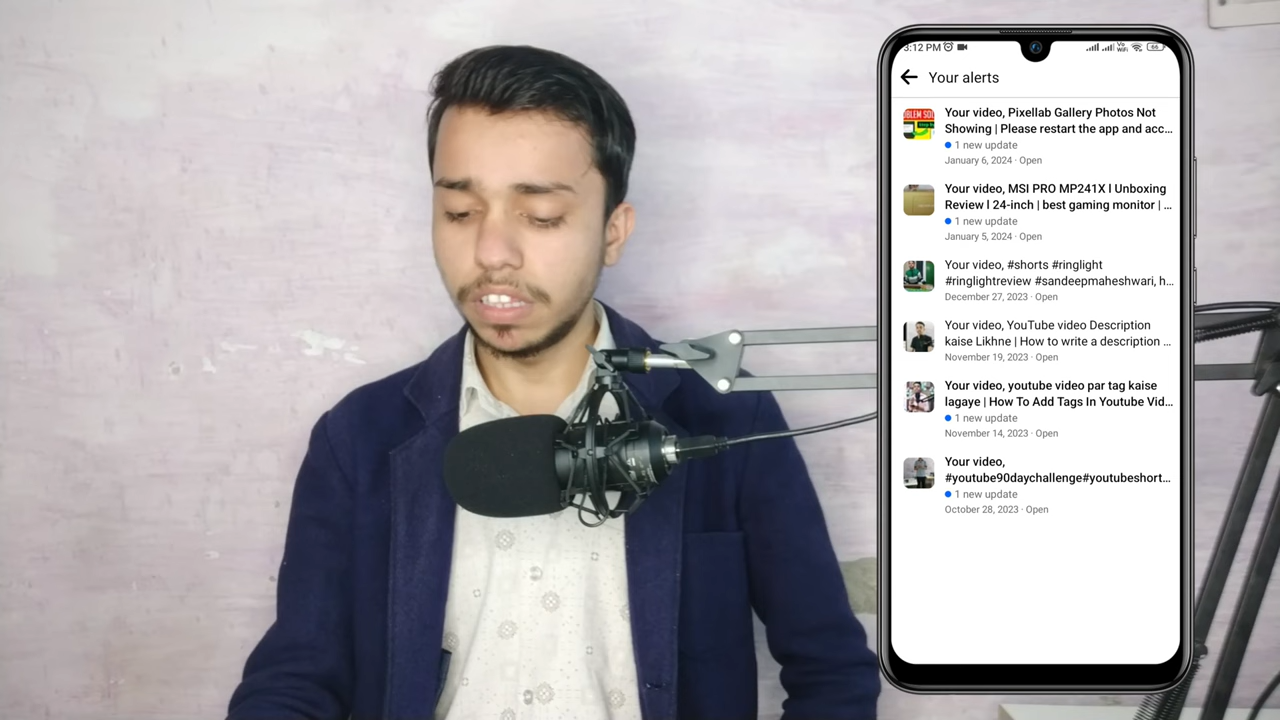 3:12 PM
66
Your alerts
Your video, Pixellab Gallery Photos Not
Showing | Please restart the app and acc...
1 new update
January 6, 2024 · Open
Your video, MSI PRO MP241X l Unboxing
Review l 24-inch | best gaming monitor | ...
1 new update
January 5, 2024 · Open
Your video, #shorts #ringlight
#ringlightreview #sandeepmaheshwari, h...
December 27, 2023 · Open
Your video, YouTube video Description
kaise Likhne | How to write a description ...
November 19, 2023 · Open
Your video, youtube video par tag kaise
lagaye | How To Add Tags In Youtube Vid...
1 new update
November 14, 2023 · Open
Your video,
#youtube90daychallenge#youtubeshort...
1 new update
October 28, 2023 · Open